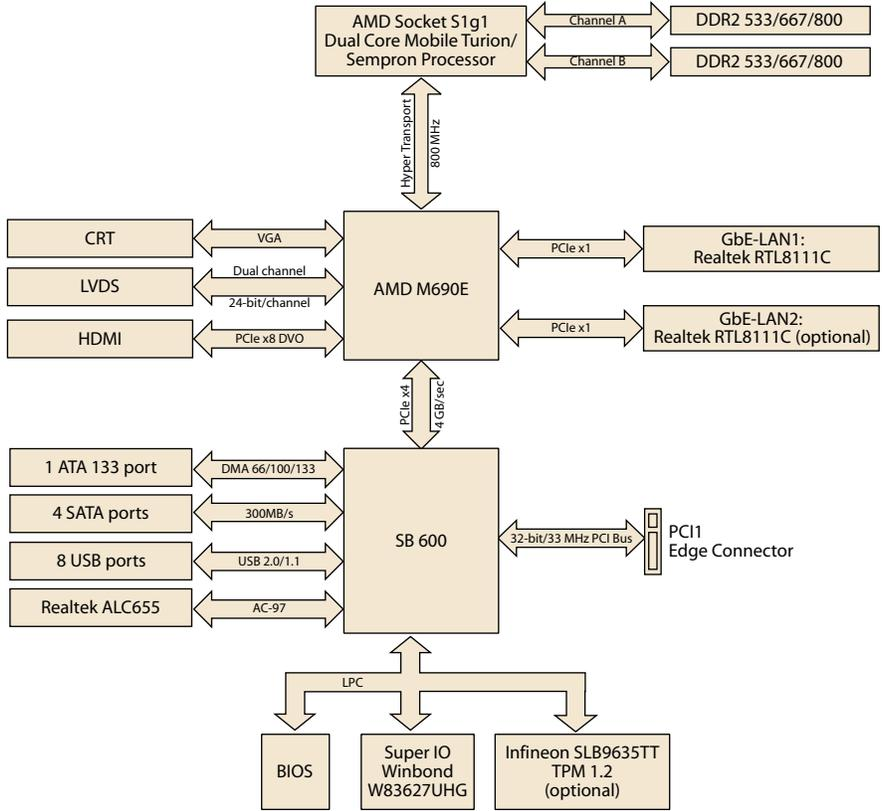 AMD Socket S1g1
Dual Core Mobile Turion/
Sempron Processor
Channel A
DDR2 533/667/800
Channel B
DDR2 533/667/800
Hyper Transport
800 MHz
CRT
VGA
LVDS
Dual channel
24-bit/channel
HDMI
PCIe x8 DVO
AMD M690E
PCIe x1
GbE-LAN1:
Realtek RTL8111C
PCIe x1
GbE-LAN2:
Realtek RTL8111C (optional)
PCIe x4
4 GB/sec
1 ATA 133 port
DMA 66/100/133
4 SATA ports
300MB/s
8 USB ports
USB 2.0/1.1
Realtek ALC655
AC-97
SB 600
32-bit/33 MHz PCI Bus
PCI1
Edge Connector
LPC
BIOS
Super IO
Winbond
W83627UHG
Infineon SLB9635TT
TPM 1.2
(optional)